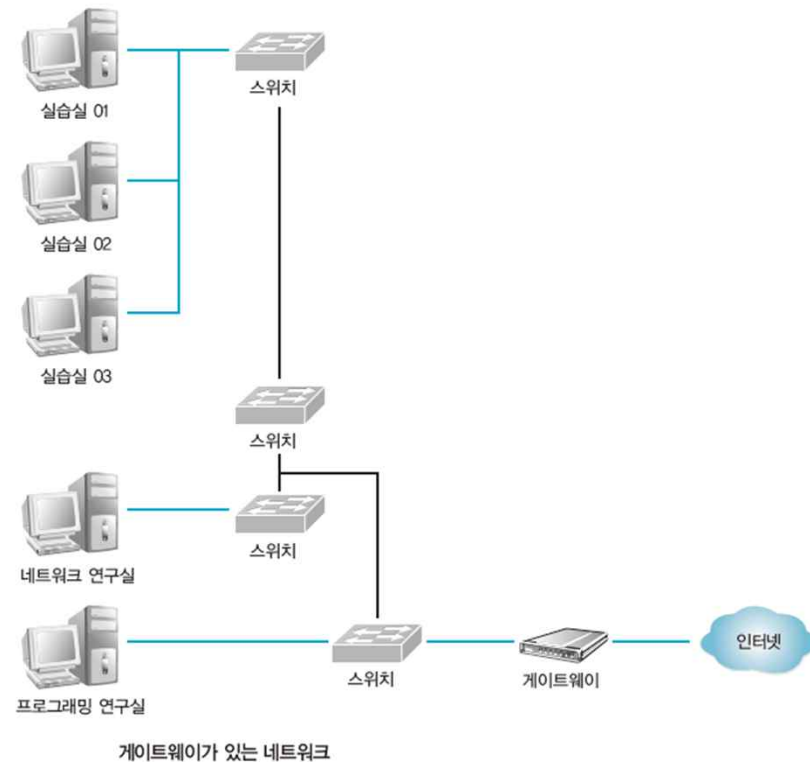 스위치
실습실 01
실습실 02
실습실 03
스위치
스위치
네트워크 연구실
인터넷
스위치
게이트웨이
프로그래밍 연구실
게이트웨이가 있는 네트워크